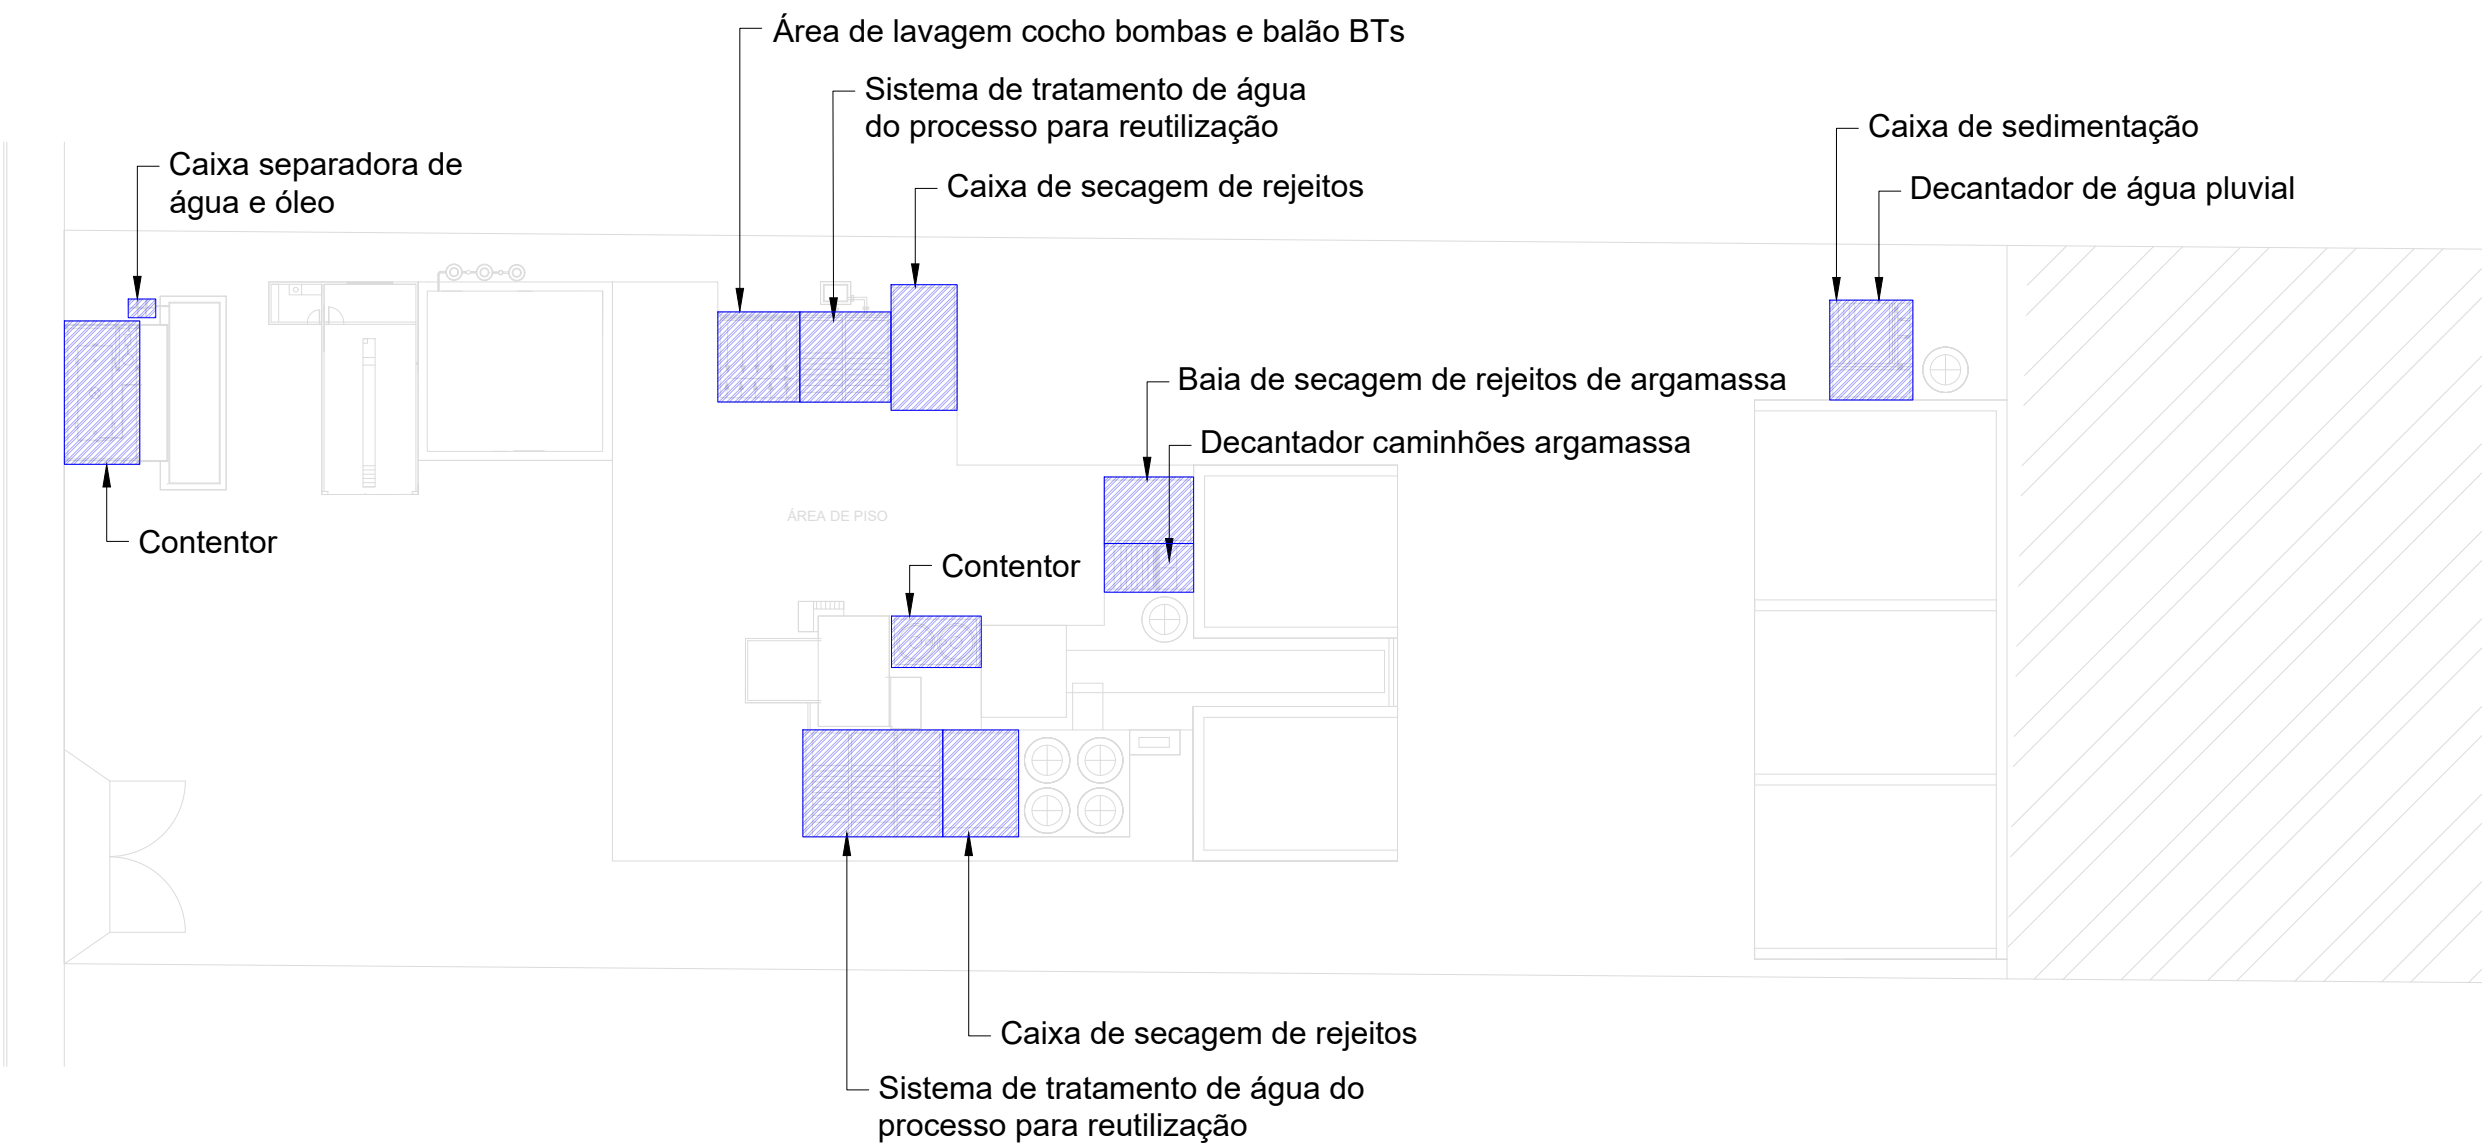 Área de lavagem cocho bombas e balão BTs
Sistema de tratamento de água
do processo para reutilização
Caixa de sedimentação
Caixa separadora de
água e óleo
Caixa de secagem de rejeitos
Decantador de água pluvial
Baia de secagem de rejeitos de argamassa
Decantador caminhões argamassa
ÁREA DE PISO
Contentor
Contentor
Caixa de secagem de rejeitos
Sistema de tratamento de água do
processo para reutilização